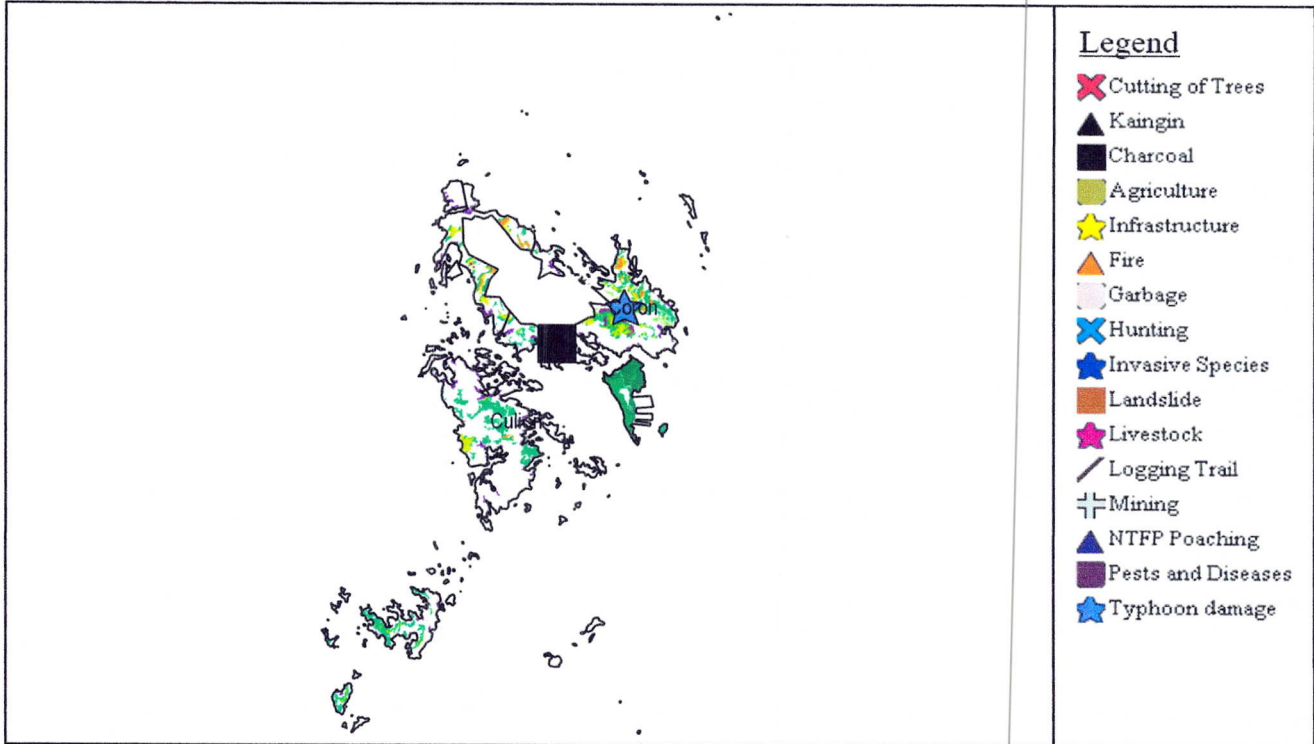 Legend
Cutting of Trees
Kaingin
Charcoal
Agriculture
Infrastructure
Fire
Garbage
Hunting
Invasive Species
Landslide
Livestock
Logging Trail
Mining
NTFP Poaching
Pests and Diseases
Typhoon damage
Coron